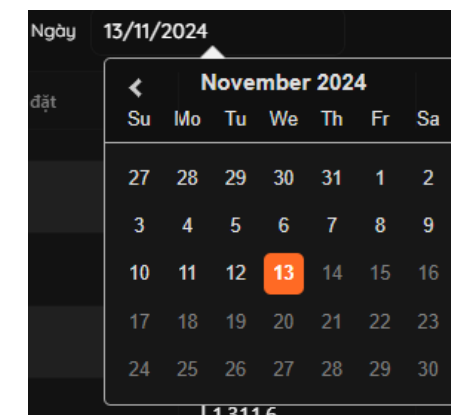 Ngày 13/11/2024
November 2024
đặt
Su Mo Tu We Th Fr Sa
27 28 29 30 31 1 2
3 4 5 6 7 8 9
10 11 12 13 14 15 16
17 18 19 20 21 22 23
24 25 26 27 28 29 30